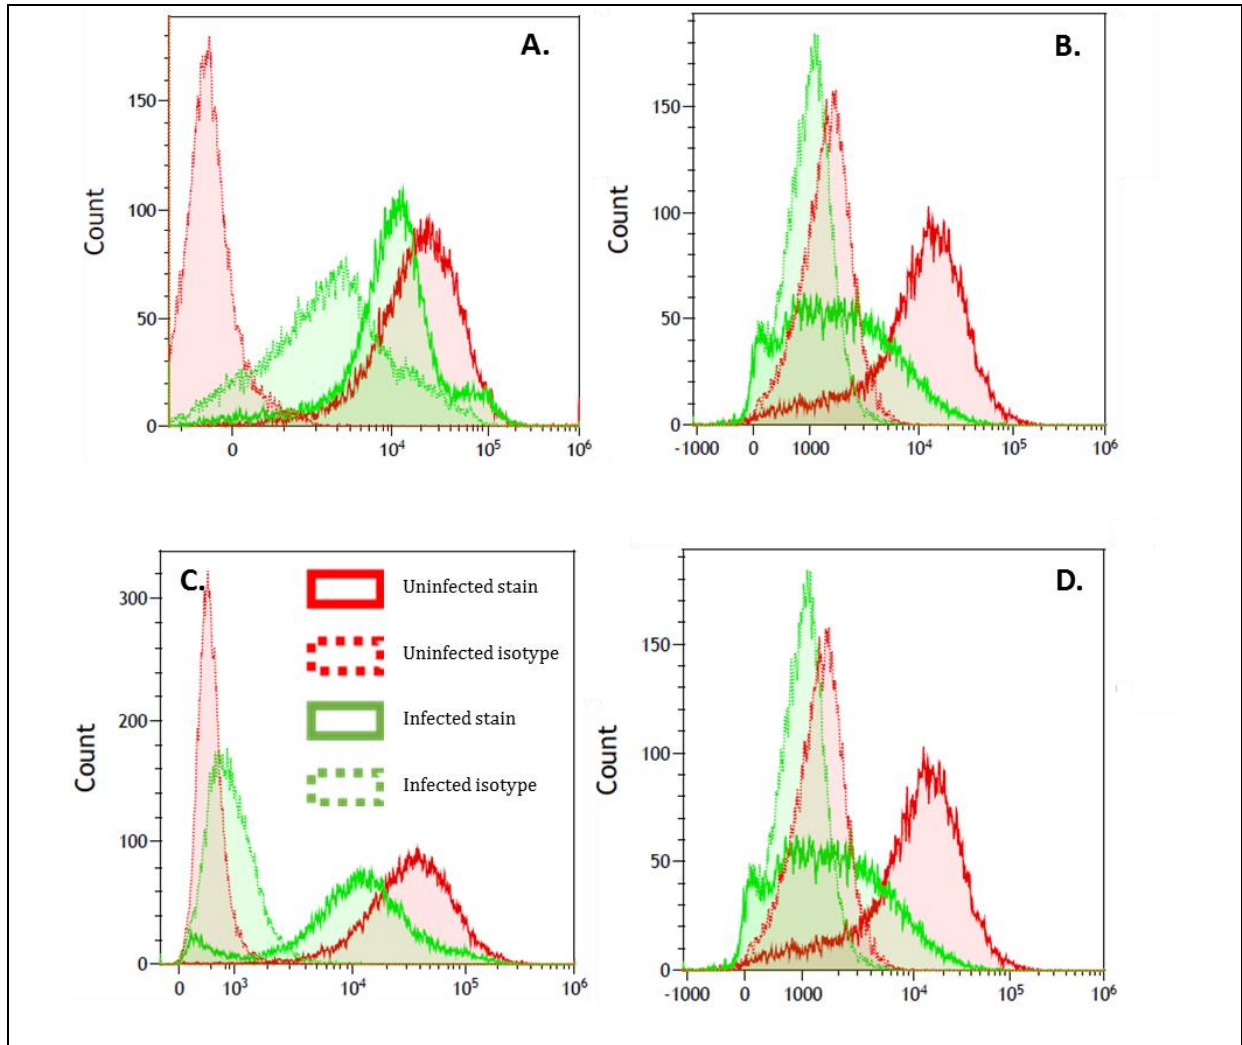 A.
150
100
50
0
Count
0 10⁴ 10⁵ 10⁶
B.
150
100
50
0
Count
-1000 0 1000 10⁴ 10⁵ 10⁶
C.
300
200
100
0
Count
0 10³ 10⁴ 10⁵ 10⁶
Uninfected stain
Uninfected isotype
Infected stain
Infected isotype
D.
150
100
50
0
Count
-1000 0 1000 10⁴ 10⁵ 10⁶